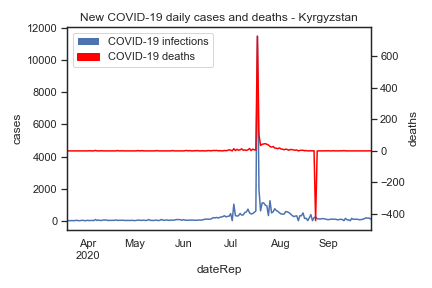 New COVID-19 daily cases and deaths - Kyrgyzstan
COVID-19 infections
COVID-19 deaths
12000
10000
8000
6000
4000
2000
0
cases
600
400
200
0
−200
−400
deaths
Apr
2020
May
Jun
Jul
Aug
Sep
dateRep